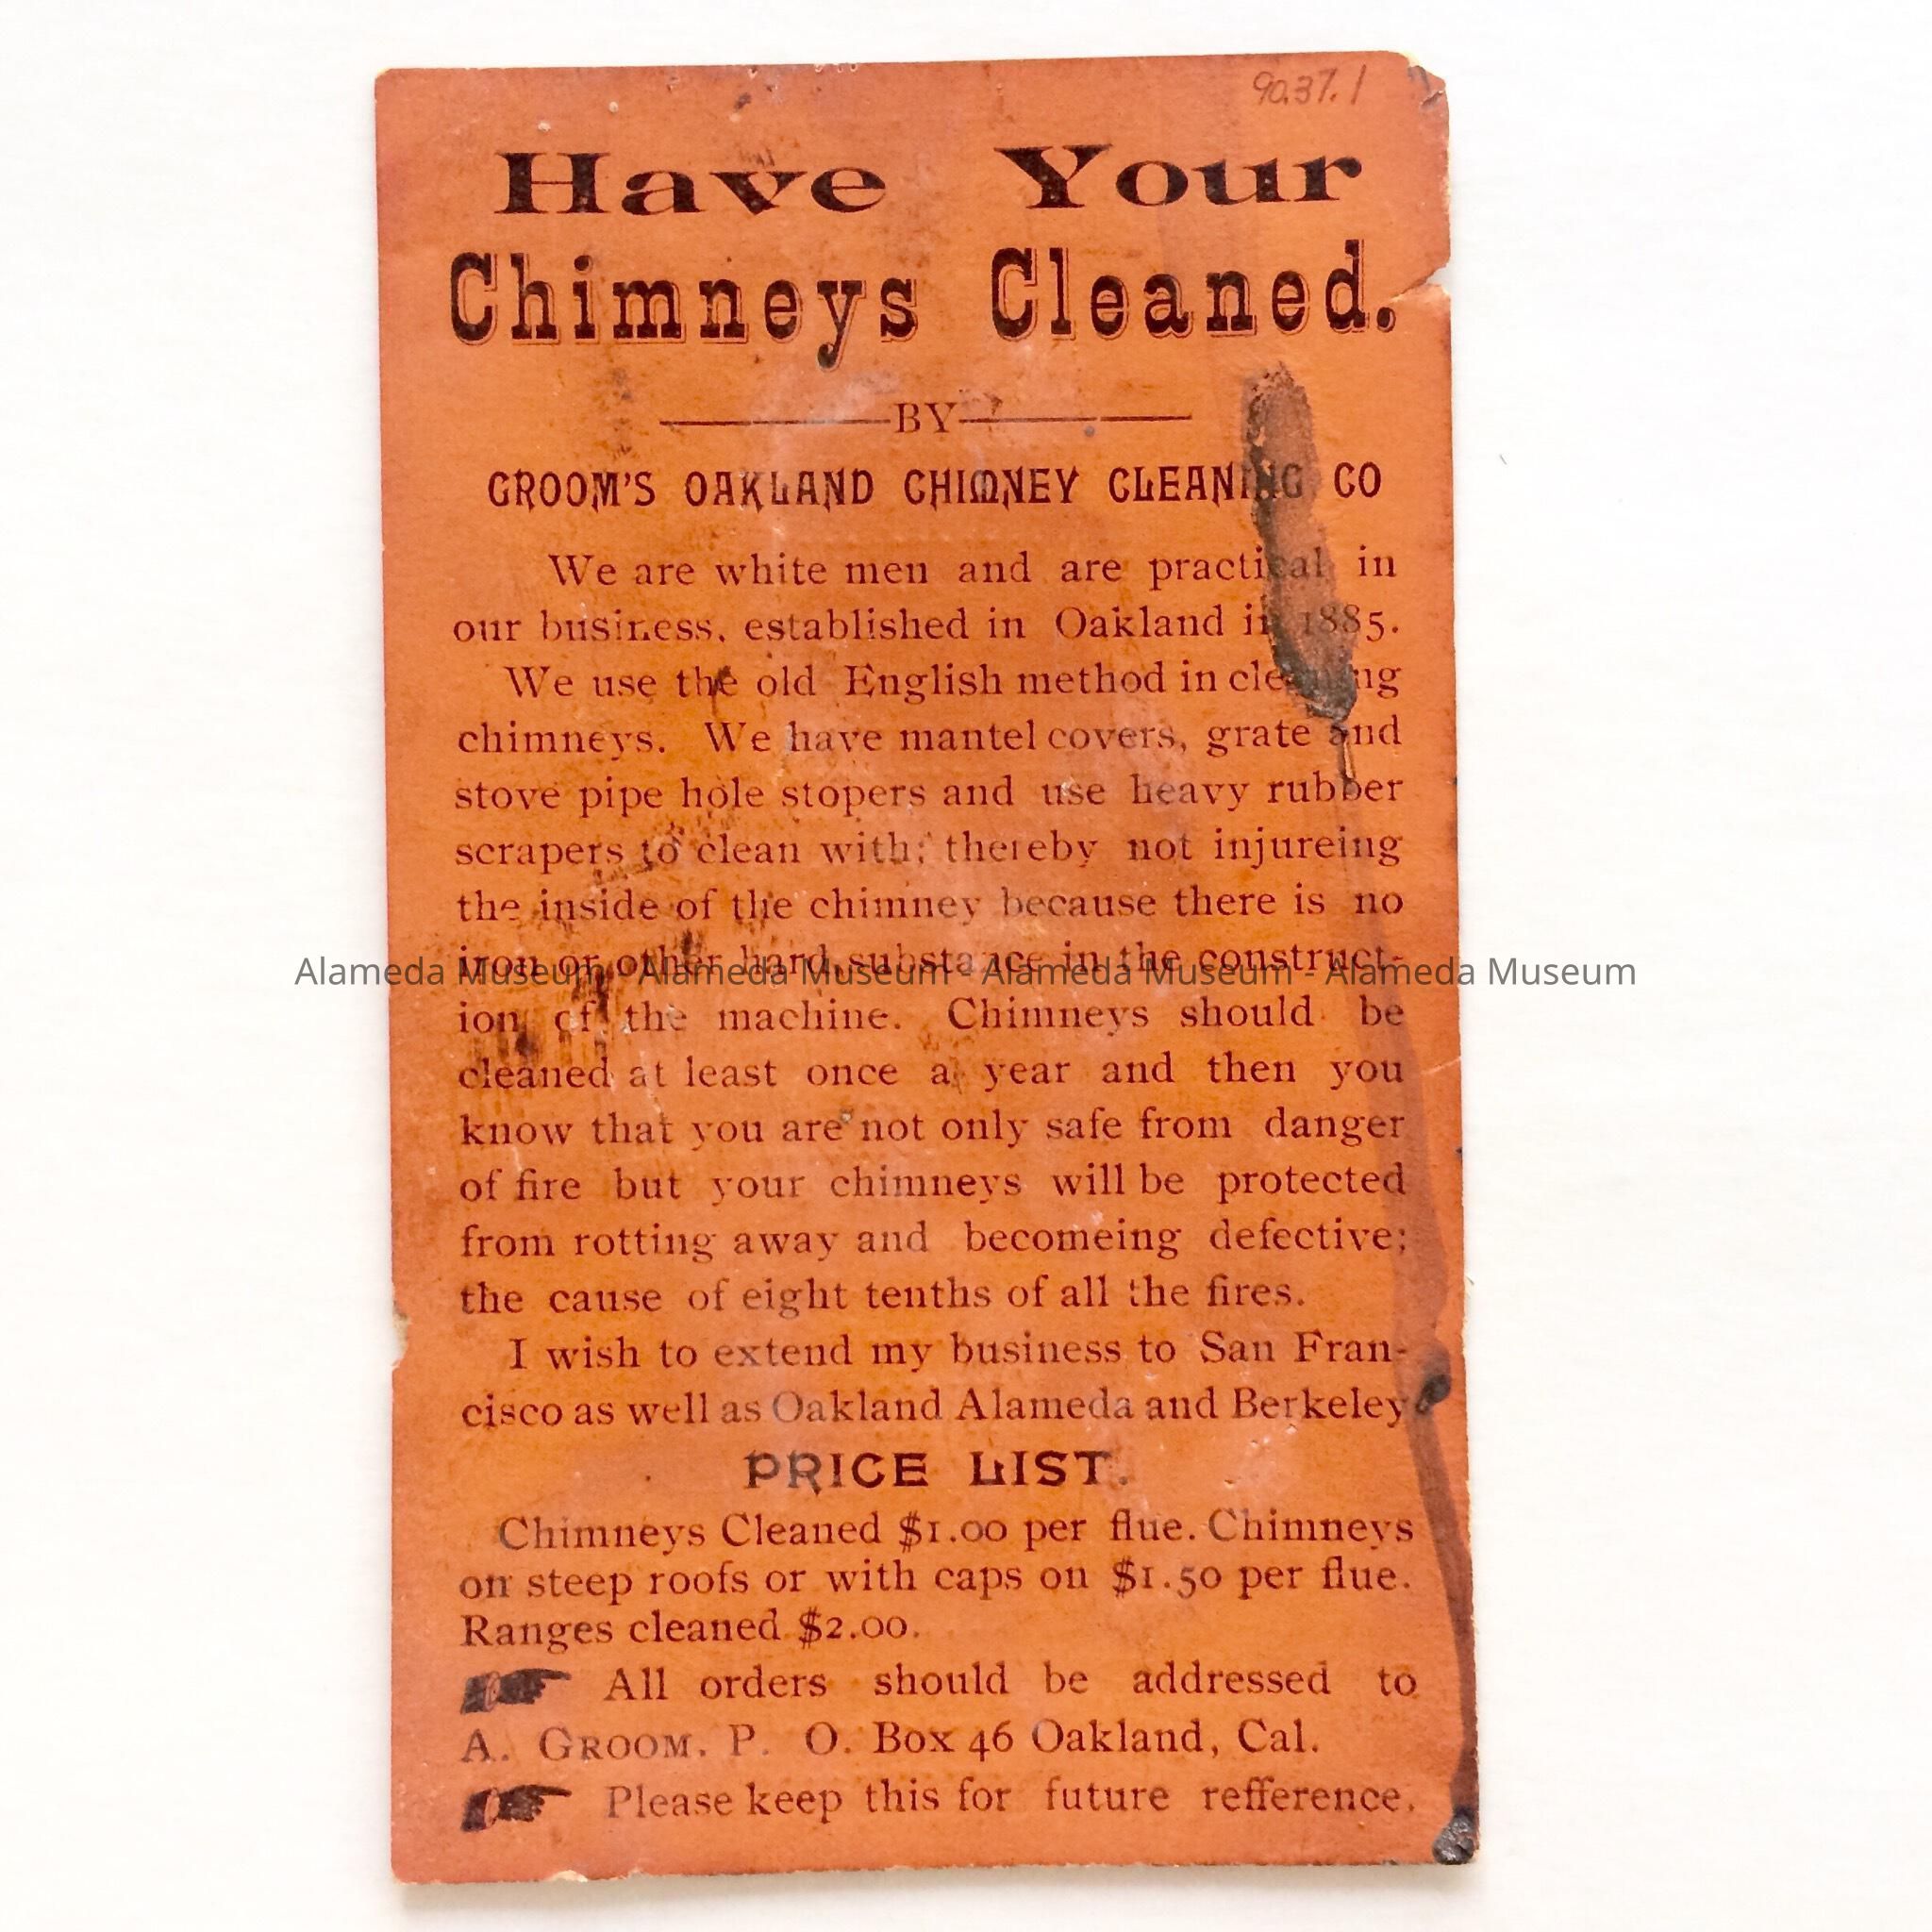 90.37.1
Have Your
Chimneys Cleaned.
BY
GROOM'S OAKLAND CHIMNEY CLEANING CO
We are white men and are practical in
our business, established in Oakland in 1885.
We use the old English method in cleaning
chimneys. We have mantel covers, grate and
stove pipe hole stopers and use heavy rubber
scrapers to clean with; thereby not injureing
the inside of the chimney because there is no
iron or other hard substance in the construct-
Alameda Museum - Alameda Museum - Alameda Museum - Alameda Museum
ion of the machine. Chimneys should be
cleaned at least once a year and then you
know that you are not only safe from danger
of fire but your chimneys will be protected
from rotting away and becomeing defective;
the cause of eight tenths of all the fires.
I wish to extend my business to San Fran-
cisco as well as Oakland Alameda and Berkeley
PRICE LIST.
Chimneys Cleaned $1.00 per flue. Chimneys
on steep roofs or with caps on $1.50 per flue.
Ranges cleaned $2.00.
All orders should be addressed to
A. GROOM, P. O. Box 46 Oakland, Cal.
Please keep this for future refference.